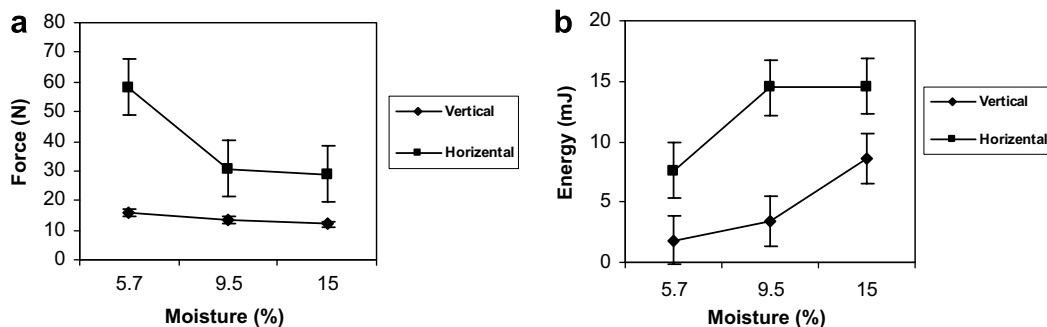 a
80
70
60
50
40
30
20
10
0
Force (N)
5.7 9.5 15
Moisture (%)
Vertical
Horizental
b
20
15
10
5
0
Energy (mJ)
5.7 9.5 15
Moisture (%)
Vertical
Horizental